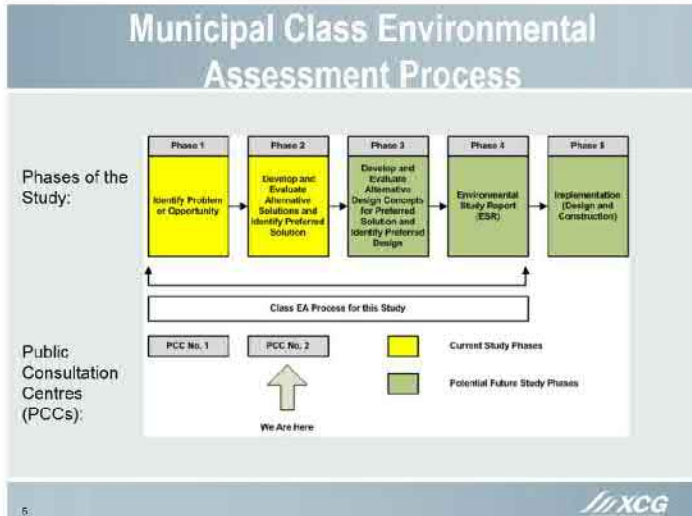 Municipal Class Environmental
Assessment Process
Phases of the
Study:
Phase 1
Identify Problem
or Opportunity
Phase 2
Develop and
Evaluate
Alternative
Solutions and
Identify Preferred
Solution
Phase 3
Develop and
Evaluate
Alternative
Design Concepts
for Preferred
Solution and
Identify Preferred
Design
Phase 4
Environmental
Study Report
(ESR)
Phase 5
Implementation
(Design and
Construction)
Class EA Process for this Study
Public
Consultation
Centres
(PCCs):
PCC No. 1
PCC No. 2
We Are Here
Current Study Phases
Potential Future Study Phases
5
XCG